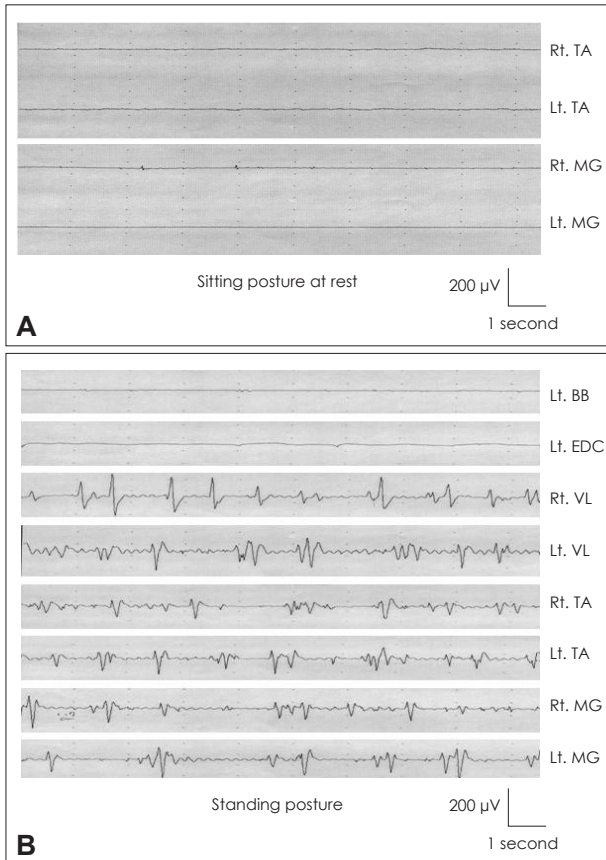 Rt. TA
Lt. TA
Rt. MG
Lt. MG
Sitting posture at rest
200 µV
1 second
A
Lt. BB
Lt. EDC
Rt. VL
Lt. VL
Rt. TA
Lt. TA
Rt. MG
Lt. MG
Standing posture
200 µV
1 second
B